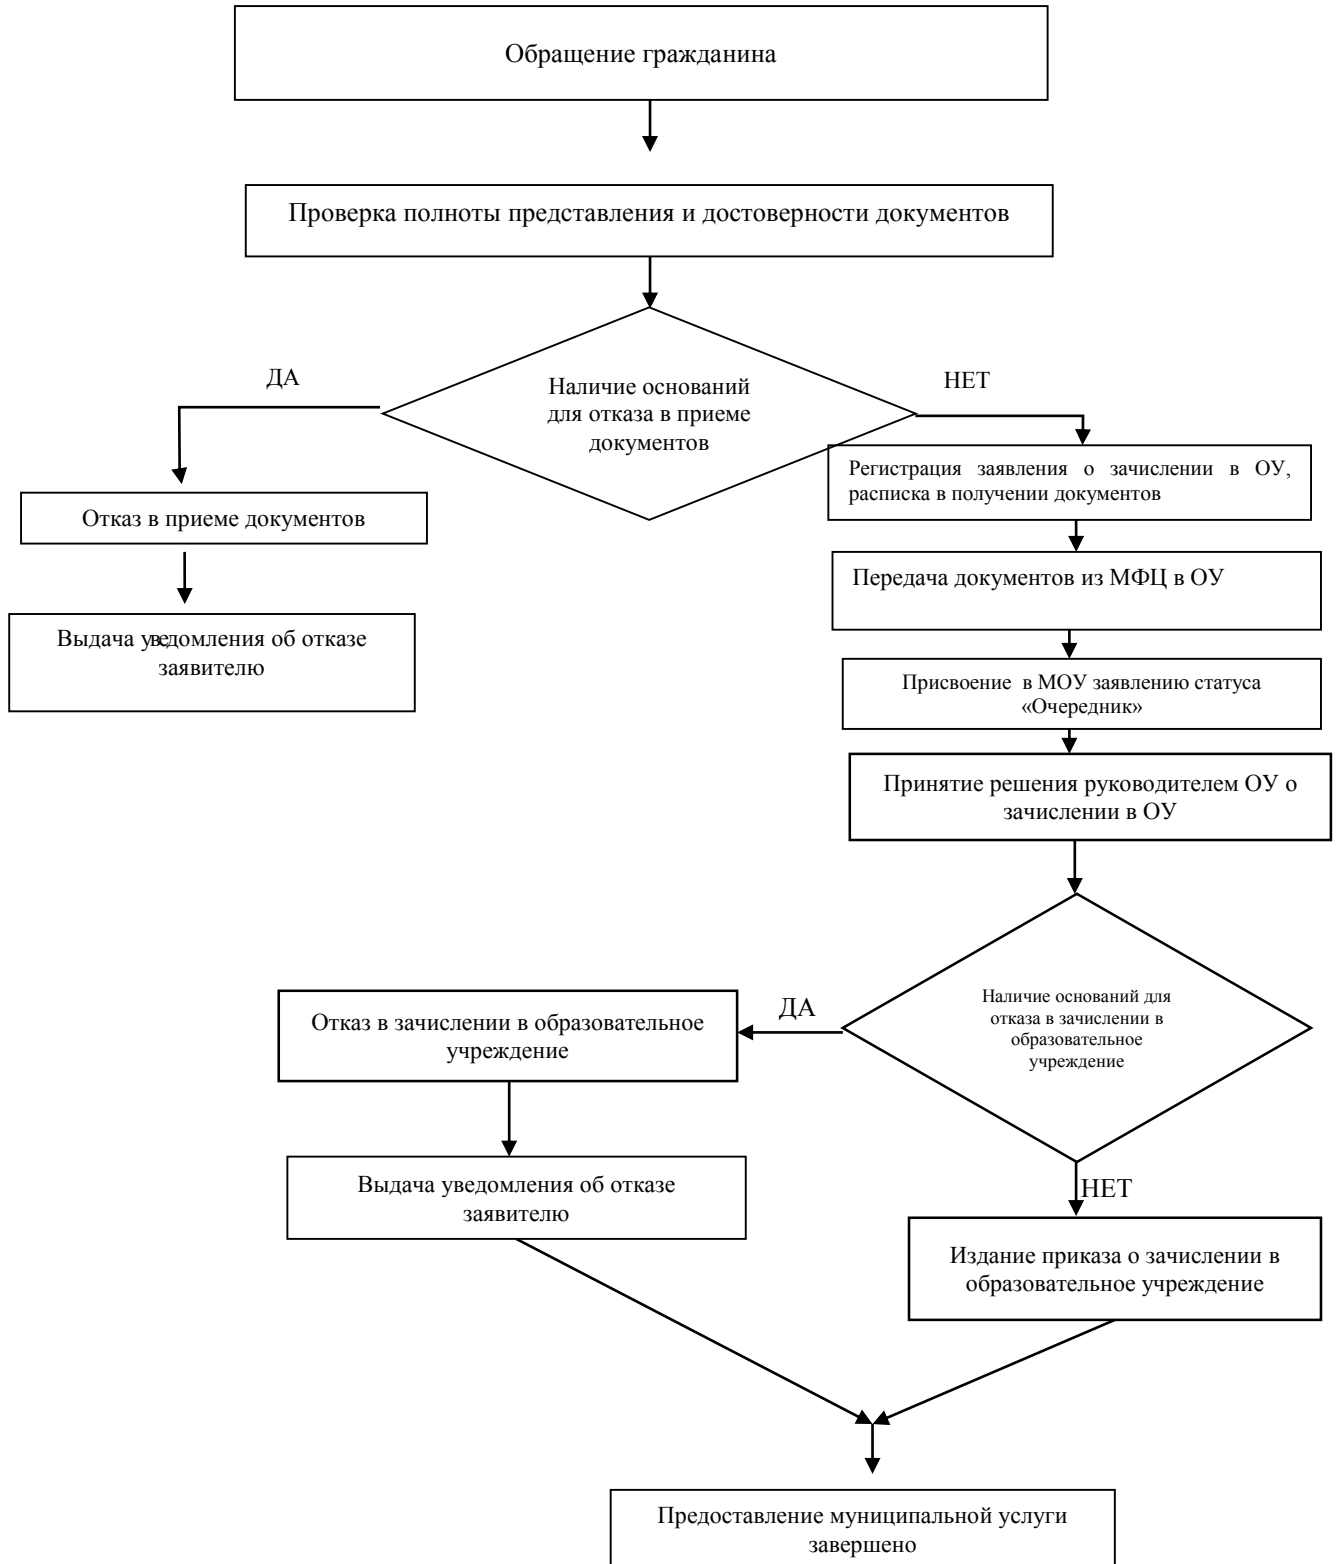 Обращение гражданина
Проверка полноты представления и достоверности документов
ДА
НЕТ
Наличие оснований
для отказа в приеме
документов
Регистрация заявления о зачислении в ОУ,
расписка в получении документов
Отказ в приеме документов
Передача документов из МФЦ в ОУ
Выдача уведомления об отказе
заявителю
Присвоение в МОУ заявлению статуса
«Очередник»
Принятие решения руководителем ОУ о
зачислении в ОУ
Наличие оснований для
отказа в зачислении в
образовательное
учреждение
ДА
Отказ в зачислении в образовательное
учреждение
Выдача уведомления об отказе
заявителю
НЕТ
Издание приказа о зачислении в
образовательное учреждение
Предоставление муниципальной услуги
завершено